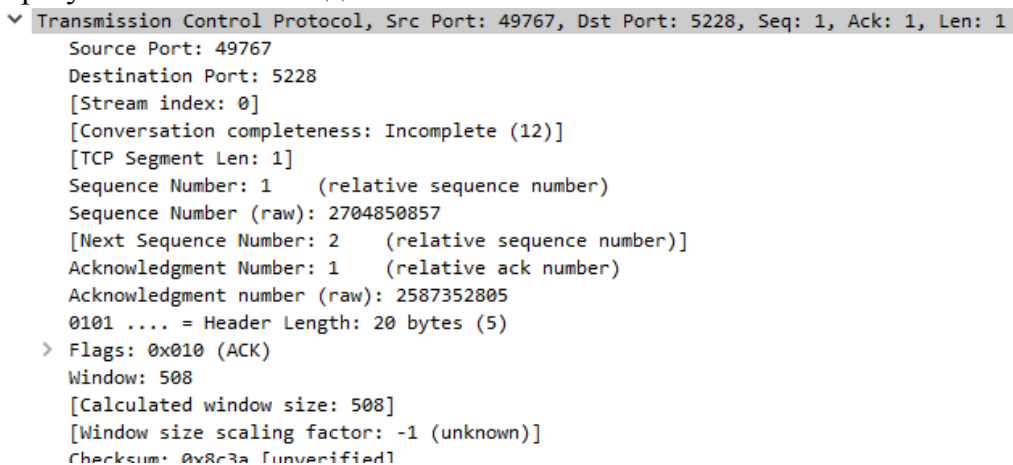 Transmission Control Protocol, Src Port: 49767, Dst Port: 5228, Seq: 1, Ack: 1, Len: 1
Source Port: 49767
Destination Port: 5228
[Stream index: 0]
[Conversation completeness: Incomplete (12)]
[TCP Segment Len: 1]
Sequence Number: 1    (relative sequence number)
Sequence Number (raw): 2704850857
[Next Sequence Number: 2    (relative sequence number)]
Acknowledgment Number: 1    (relative ack number)
Acknowledgment number (raw): 2587352805
0101 .... = Header Length: 20 bytes (5)
Flags: 0x010 (ACK)
Window: 508
[Calculated window size: 508]
[Window size scaling factor: -1 (unknown)]
Checksum: 0x8c3a [unverified]